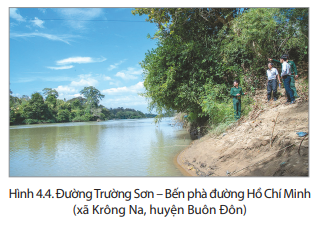 Hình 4.4. Đường Trường Sơn – Bến phà đường Hồ Chí Minh
(xã Krông Na, huyện Buôn Đôn)